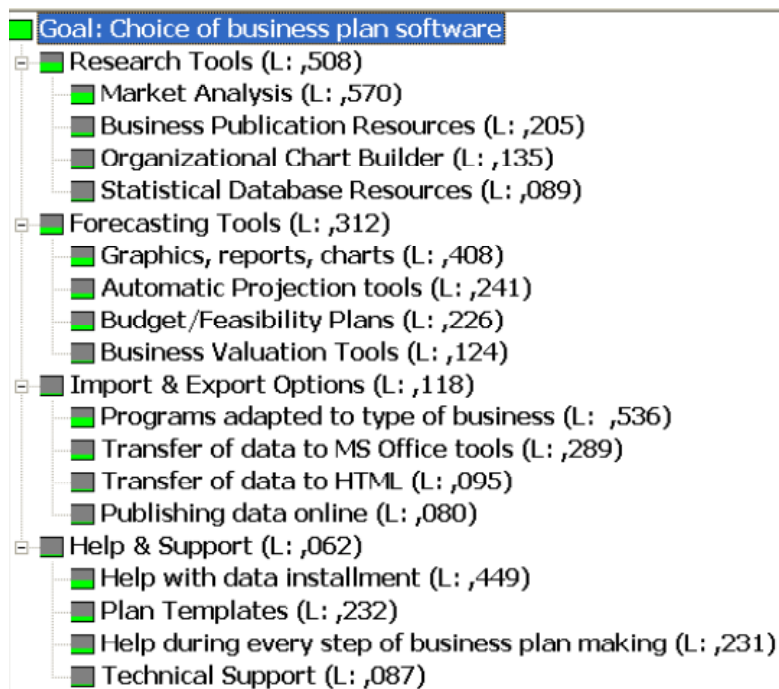 Goal: Choice of business plan software
Research Tools (L: ,508)
Market Analysis (L: ,570)
Business Publication Resources (L: ,205)
Organizational Chart Builder (L: ,135)
Statistical Database Resources (L: ,089)
Forecasting Tools (L: ,312)
Graphics, reports, charts (L: ,408)
Automatic Projection tools (L: ,241)
Budget/Feasibility Plans (L: ,226)
Business Valuation Tools (L: ,124)
Import & Export Options (L: ,118)
Programs adapted to type of business (L: ,536)
Transfer of data to MS Office tools (L: ,289)
Transfer of data to HTML (L: ,095)
Publishing data online (L: ,080)
Help & Support (L: ,062)
Help with data installment (L: ,449)
Plan Templates (L: ,232)
Help during every step of business plan making (L: ,231)
Technical Support (L: ,087)